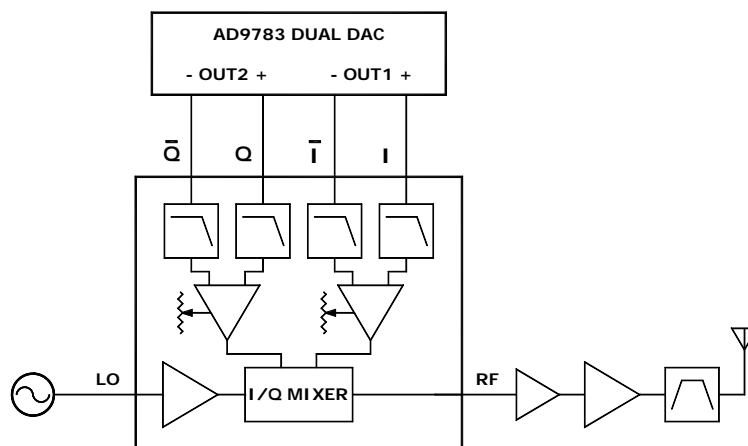 AD9783 DUAL DAC
- OUT2 + - OUT1 +
Q̅ Q I̅ I
LO
I/Q MIXER
RF